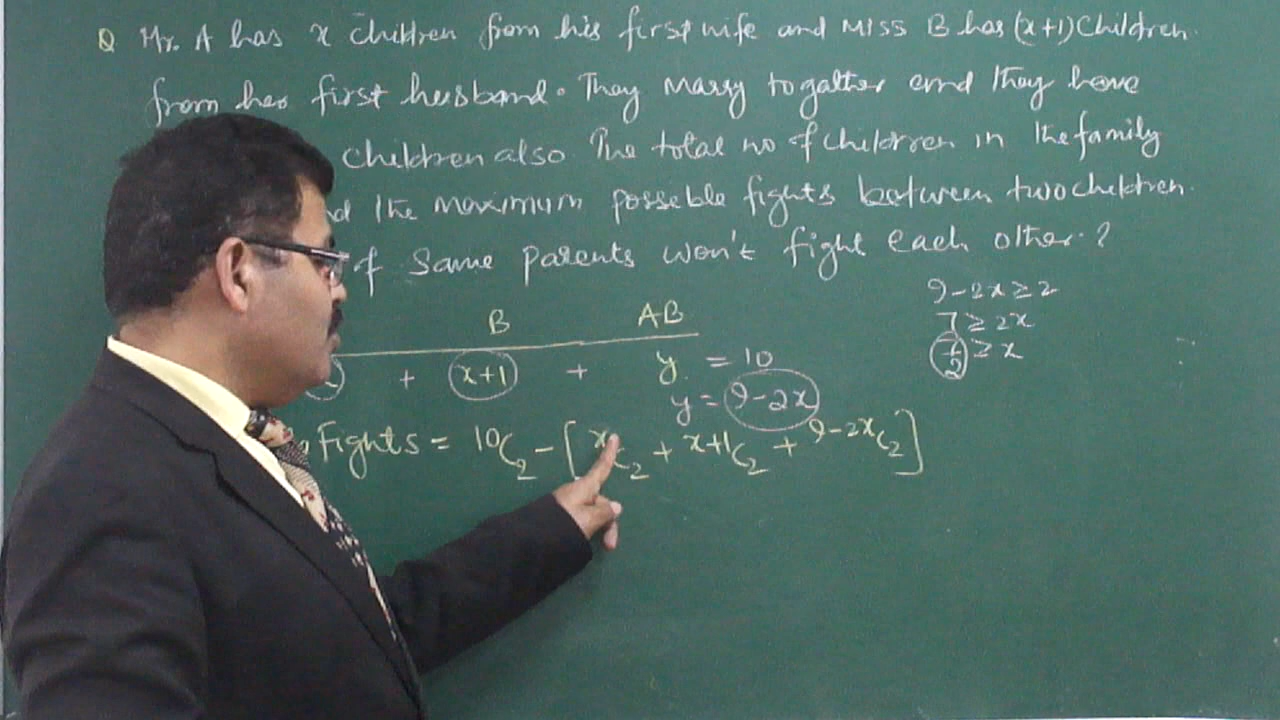 Q Mr. A has x children from his first wife and Miss B has (x+1) Children.
from her first husband. They marry togather and they have
children also. The total no of children in the family
the maximum possible fights between two children.
of same parents won't fight each other.?
9-2x≥2
7≥2x
7/2≥x
B AB
+ x+1 + y = 10
y = 9-2x
Fights = 10C2 - [xC2 + x+1C2 + 9-2xC2]